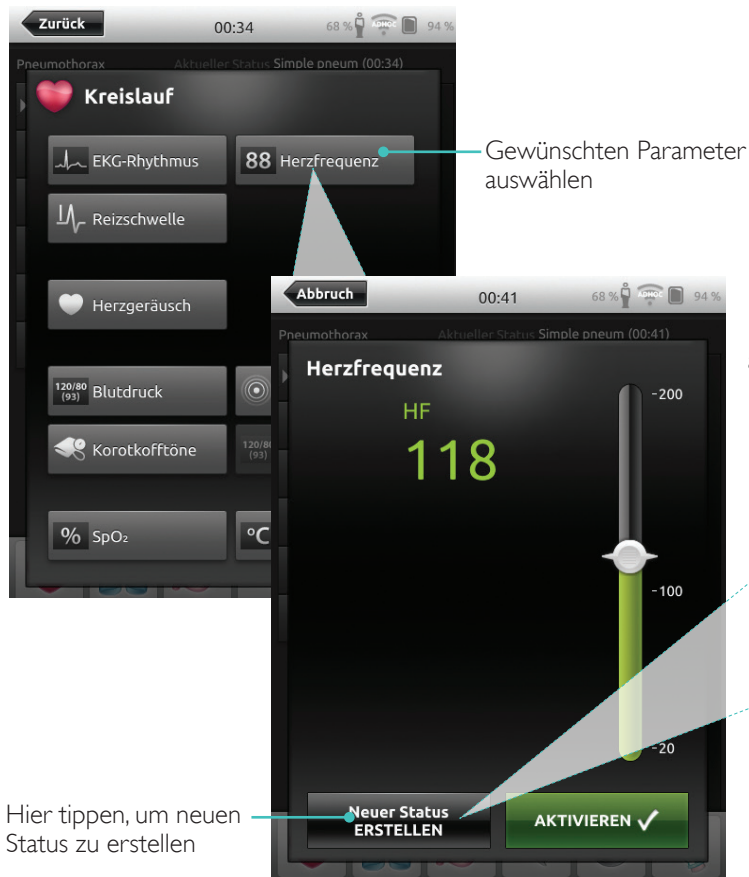 Zurück 00:34 68 % ADHOC 94 %
Pneumothorax Aktueller Status Simple pneum (00:34)
Kreislauf
EKG-Rhythmus 88 Herzfrequenz
Gewünschten Parameter
auswählen
Reizschwelle
Herzgeräusch
120/80
(93) Blutdruck
Korotkofftöne 120/80
(93)
% SpO₂ °C
Abbruch 00:41 68 % ADHOC 94 %
Pneumothorax Aktueller Status Simple pneum (00:41)
Herzfrequenz
HF
118
-200
-100
-20
Hier tippen, um neuen
Status zu erstellen
Neuer Status
ERSTELLEN
AKTIVIEREN